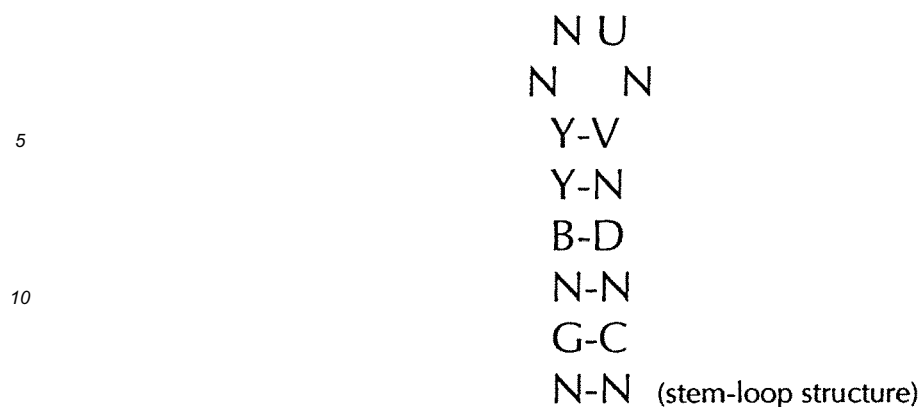 N U
N N
5 Y-V
Y-N
B-D
N-N
10
G-C
N-N (stem-loop structure)